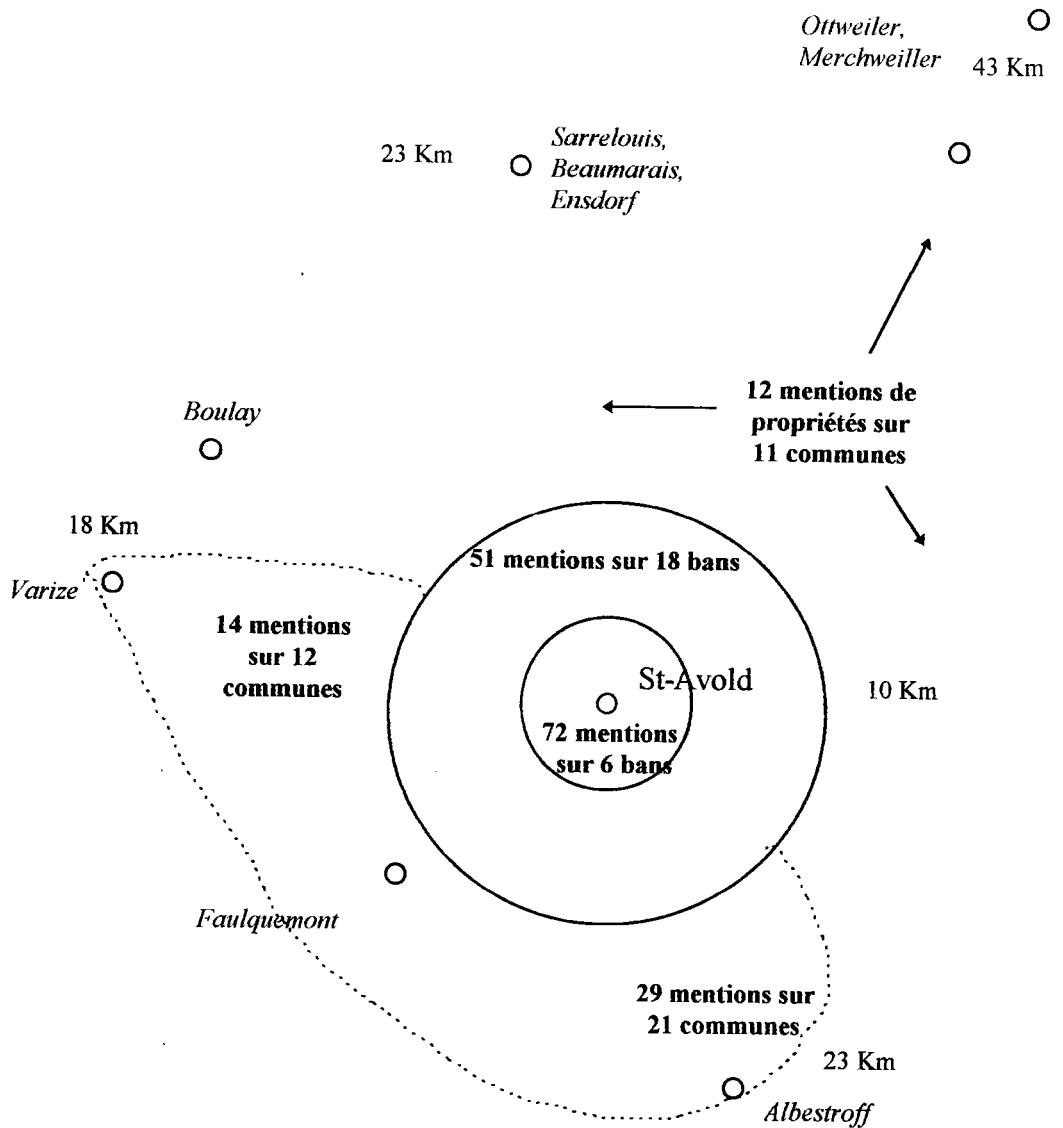 Ottweiler,
Merchweiller
43 Km
23 Km
Sarrelouis,
Beaumarais,
Ensdorf
12 mentions de
propriétés sur
11 communes
Boulay
18 Km
51 mentions sur 18 bans
Varize
14 mentions
sur 12
communes
St-Avold
10 Km
72 mentions
sur 6 bans
Faulquemont
29 mentions sur
21 communes
23 Km
Albestroff